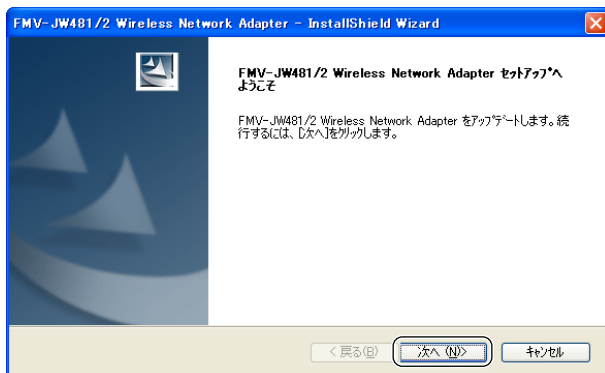 FMV-JW481/2 Wireless Network Adapter - InstallShield Wizard
FMV-JW481/2 Wireless Network Adapter セットアップへ
ようこそ
FMV-JW481/2 Wireless Network Adapter をアップデートします。続
行するには、[次へ]をクリックします。
< 戻る(B)
次へ (N)>
キャンセル